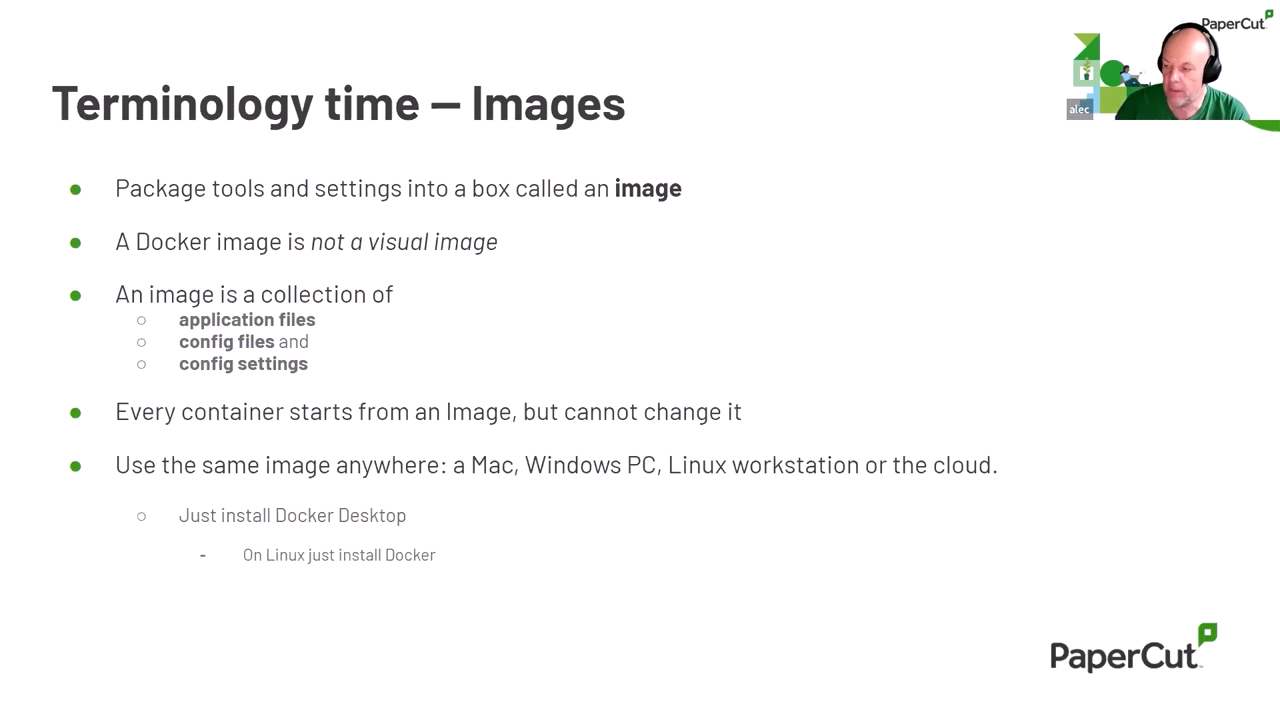 PaperCut
alec
Terminology time — Images
● Package tools and settings into a box called an image
● A Docker image is not a visual image
● An image is a collection of
○ application files
○ config files and
○ config settings
● Every container starts from an Image, but cannot change it
● Use the same image anywhere: a Mac, Windows PC, Linux workstation or the cloud.
○ Just install Docker Desktop
- On Linux just install Docker
PaperCut™